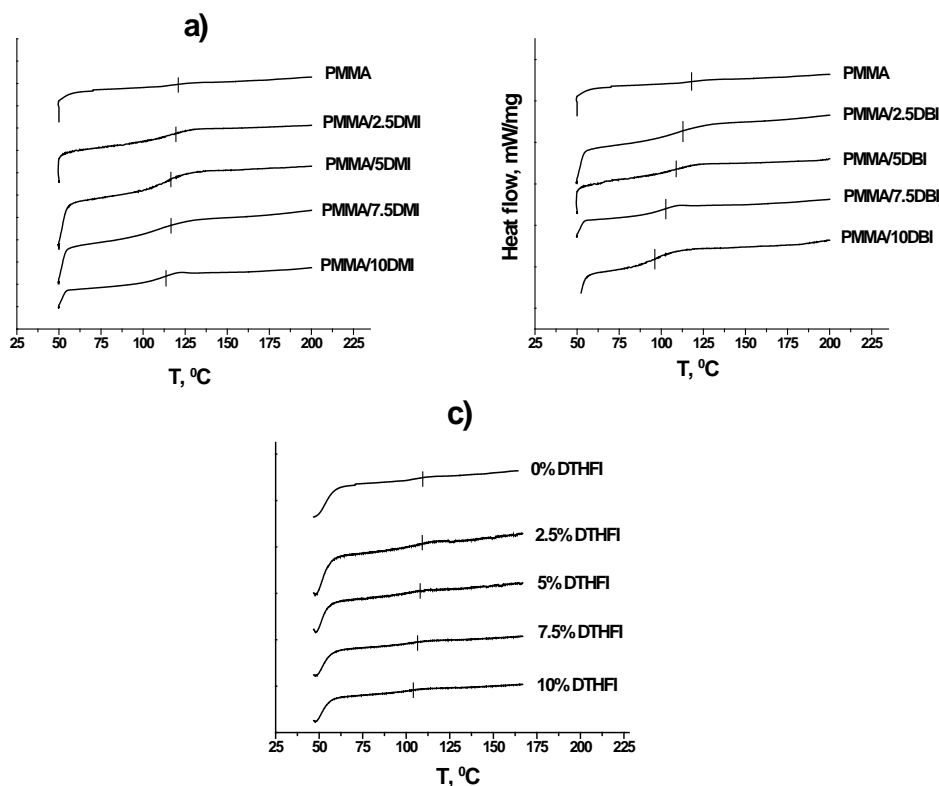 a)
PMMA
PMMA/2.5DMI
PMMA/5DMI
PMMA/7.5DMI
PMMA/10DMI
25 50 75 100 125 150 175 200 225
T, ⁰C
Heat flow, mW/mg
PMMA
PMMA/2.5DBI
PMMA/5DBI
PMMA/7.5DBI
PMMA/10DBI
25 50 75 100 125 150 175 200 225
T, ⁰C
c)
0% DTHFI
2.5% DTHFI
5% DTHFI
7.5% DTHFI
10% DTHFI
25 50 75 100 125 150 175 200 225
T, ⁰C